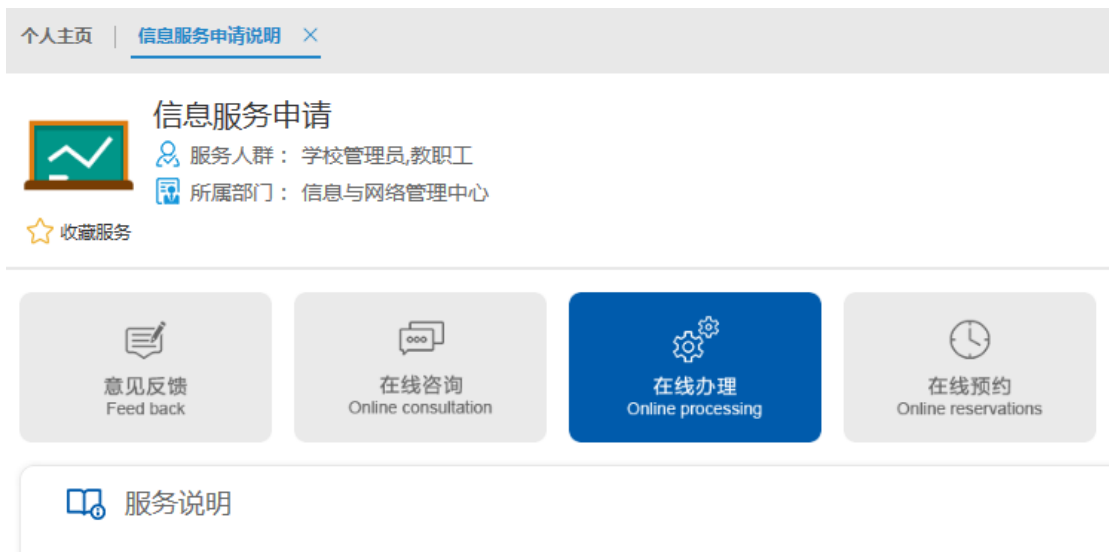 个人主页
信息服务申请说明
信息服务申请
服务人群： 学校管理员,教职工
所属部门： 信息与网络管理中心
收藏服务
意见反馈
Feed back
在线咨询
Online consultation
在线办理
Online processing
在线预约
Online reservations
服务说明